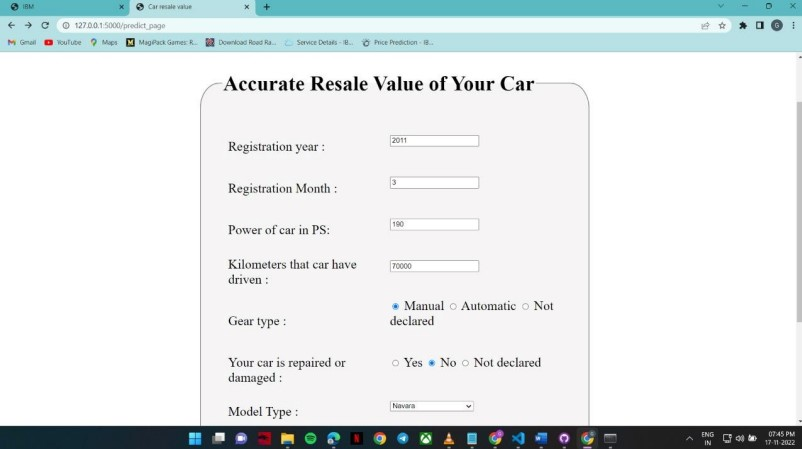 IBM
Car resale value
127.0.0.1:5000/predict_page
G
Gmail YouTube Maps MagiPack Games: R... Download Road Ra... Service Details - IB... Price Prediction - IB...
Accurate Resale Value of Your Car
Registration year :
2011
Registration Month :
3
Power of car in PS:
190
Kilometers that car have
driven :
70000
Gear type :
Manual Automatic Not
declared
Your car is repaired or
damaged :
Yes No Not declared
Model Type :
Navara
ENG
IN
07:45 PM
17-11-2022